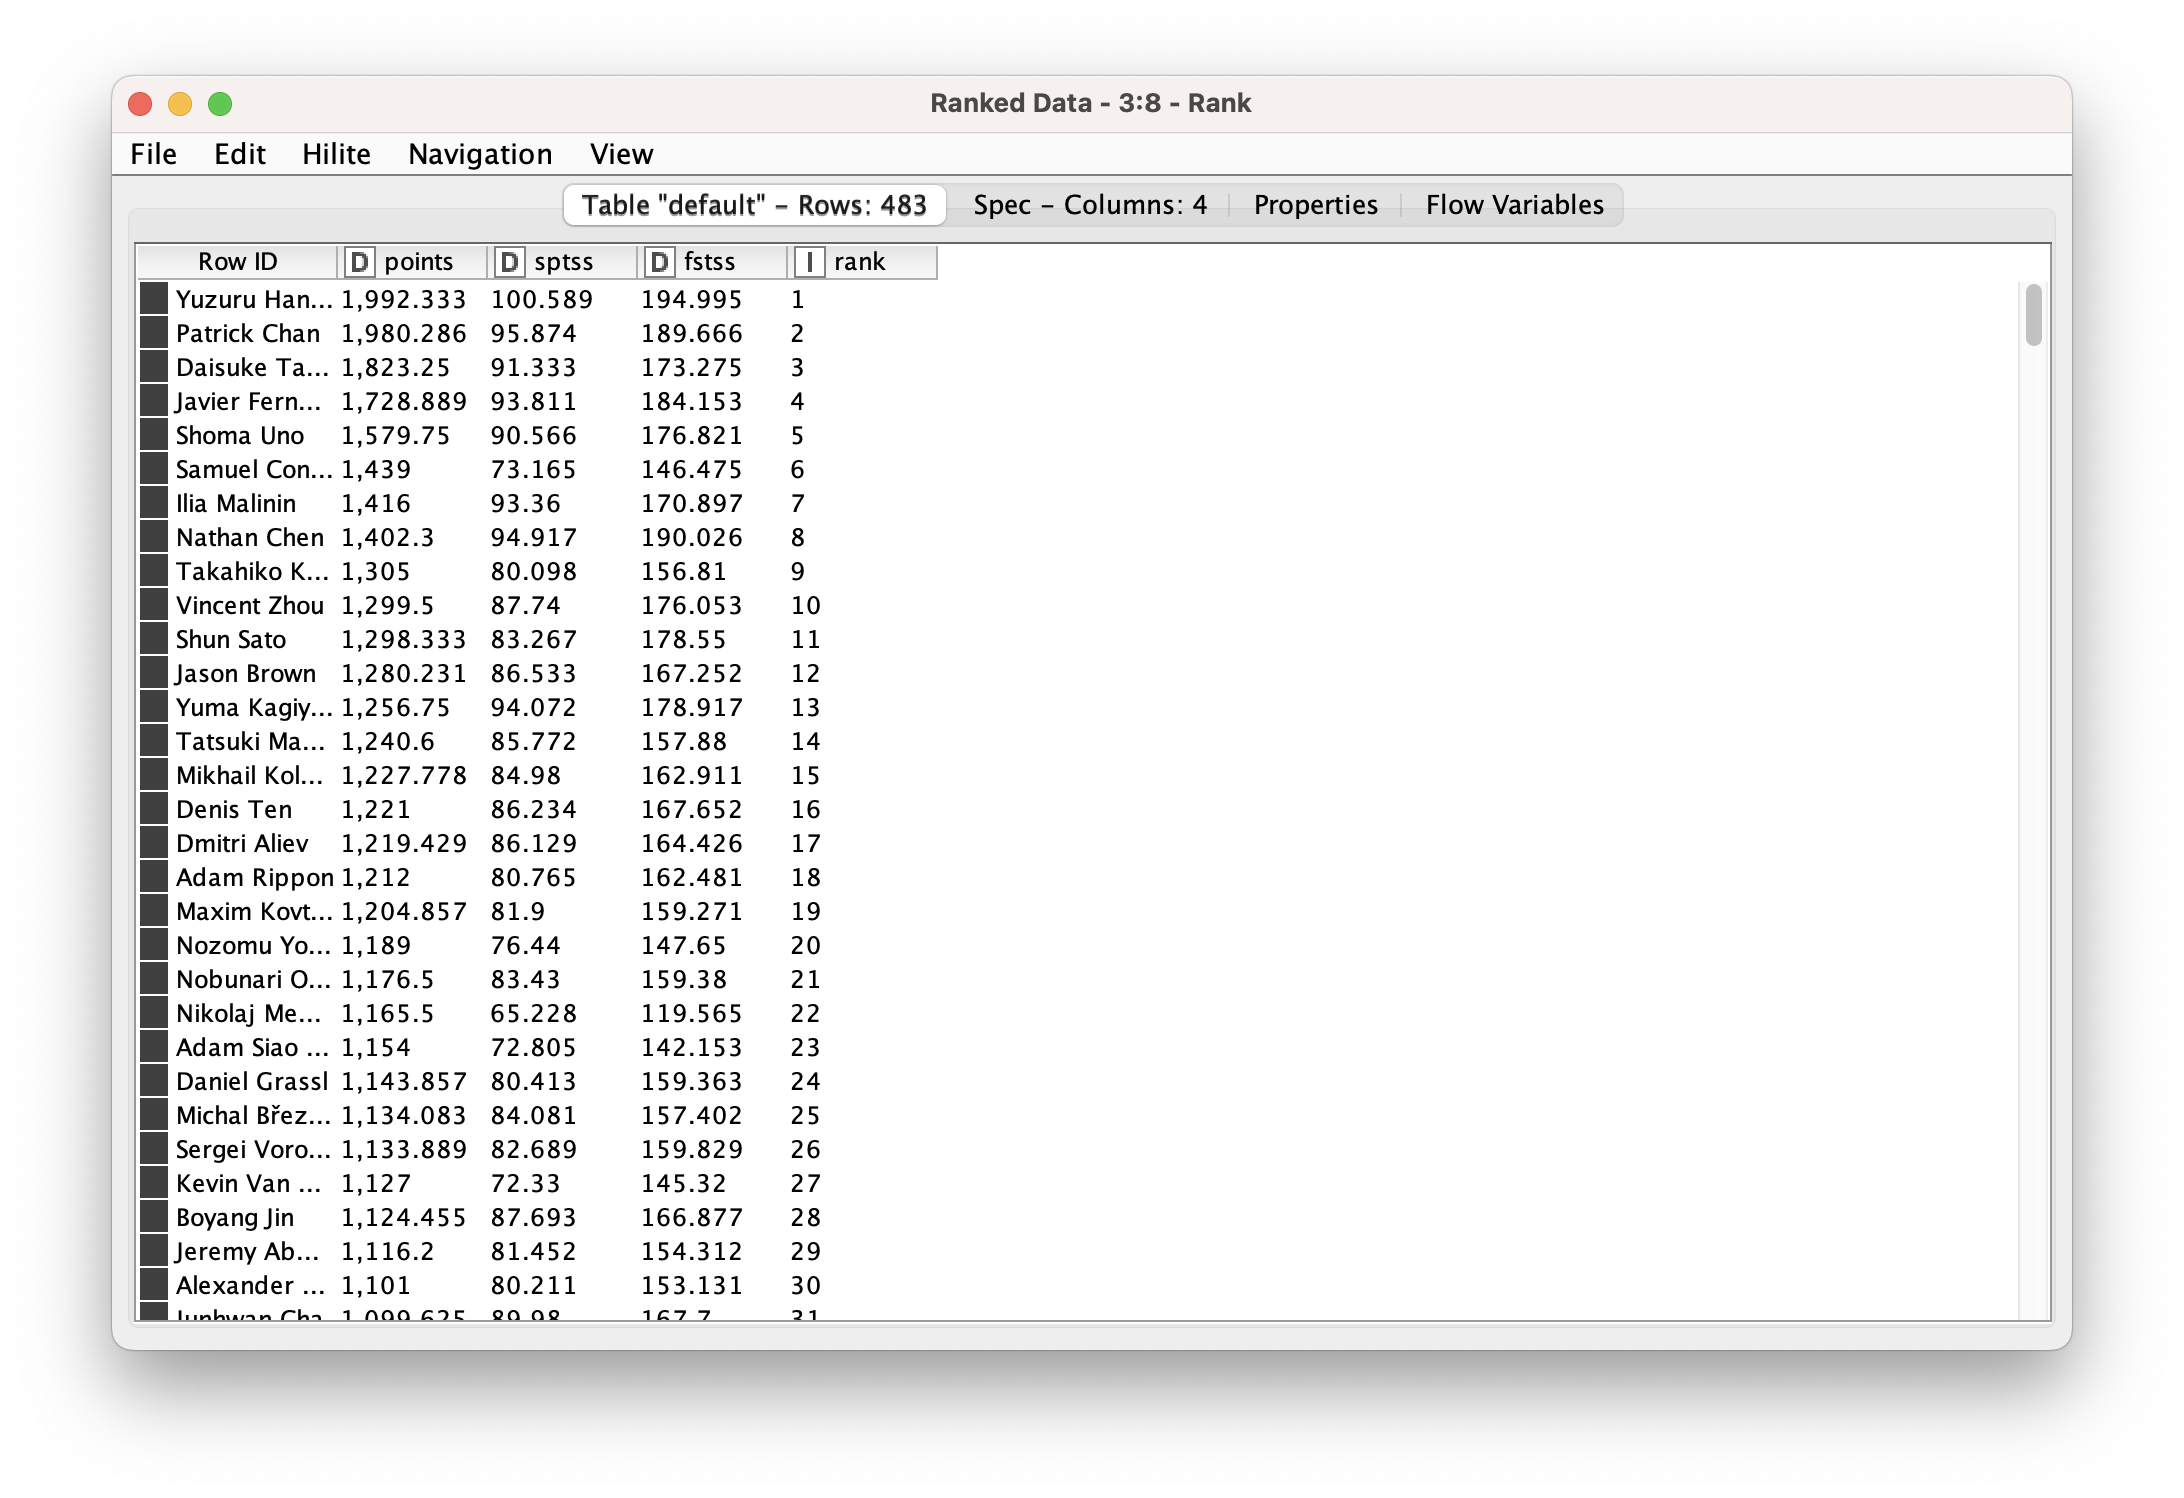 Ranked Data - 3:8 - Rank
File Edit Hilite Navigation View
Table "default" – Rows: 483 Spec – Columns: 4 Properties Flow Variables
Row ID D points D sptss D fstss I rank
Yuzuru Han... 1,992.333 100.589 194.995 1
Patrick Chan 1,980.286 95.874 189.666 2
Daisuke Ta... 1,823.25 91.333 173.275 3
Javier Fern... 1,728.889 93.811 184.153 4
Shoma Uno 1,579.75 90.566 176.821 5
Samuel Con... 1,439 73.165 146.475 6
Ilia Malinin 1,416 93.36 170.897 7
Nathan Chen 1,402.3 94.917 190.026 8
Takahiko K... 1,305 80.098 156.81 9
Vincent Zhou 1,299.5 87.74 176.053 10
Shun Sato 1,298.333 83.267 178.55 11
Jason Brown 1,280.231 86.533 167.252 12
Yuma Kagiy... 1,256.75 94.072 178.917 13
Tatsuki Ma... 1,240.6 85.772 157.88 14
Mikhail Kol... 1,227.778 84.98 162.911 15
Denis Ten 1,221 86.234 167.652 16
Dmitri Aliev 1,219.429 86.129 164.426 17
Adam Rippon 1,212 80.765 162.481 18
Maxim Kovt... 1,204.857 81.9 159.271 19
Nozomu Yo... 1,189 76.44 147.65 20
Nobunari O... 1,176.5 83.43 159.38 21
Nikolaj Me... 1,165.5 65.228 119.565 22
Adam Siao ... 1,154 72.805 142.153 23
Daniel Grassl 1,143.857 80.413 159.363 24
Michal Břez... 1,134.083 84.081 157.402 25
Sergei Voro... 1,133.889 82.689 159.829 26
Kevin Van ... 1,127 72.33 145.32 27
Boyang Jin 1,124.455 87.693 166.877 28
Jeremy Ab... 1,116.2 81.452 154.312 29
Alexander ... 1,101 80.211 153.131 30
Junhwan Cha 1,099.625 89.98 167.7 31